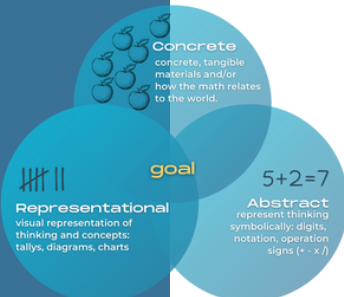 Concrete
concrete, tangible
materials and/or
how the math relates
to the world.
goal
5+2=7
Representational
visual representation of
thinking and concepts:
tallys, diagrams, charts
Abstract
represent thinking
symbolically: digits,
notation, operation
signs (+ - x /)